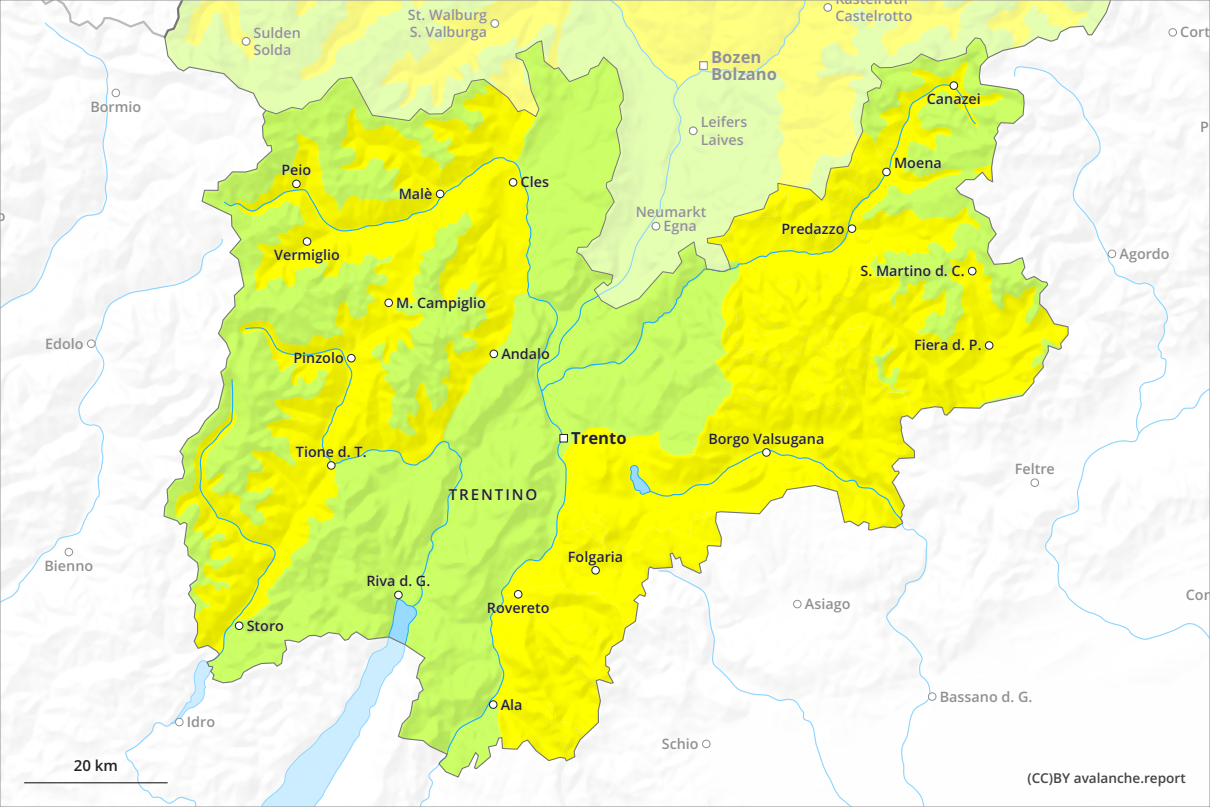 Kastelruth
Castelrotto
St. Walburg
S. Valburga
Sulden
Solda
Cort
Bozen
Bolzano
Bormio
Canazei
Leifers
Laives
P
Moena
Peio
Cles
Malè
Neumarkt
Egna
Predazzo
Vermiglio
Agordo
S. Martino d. C.
M. Campiglio
Edolo
Fiera d. P.
Andalo
Pinzolo
Trento
Borgo Valsugana
Tione d. T.
Feltre
TRENTINO
Folgaria
Bienno
Riva d. G.
Cor
Rovereto
Asiago
Storo
Bassano d. G.
Ala
Idro
Schio
20 km
(CC)BY avalanche.report